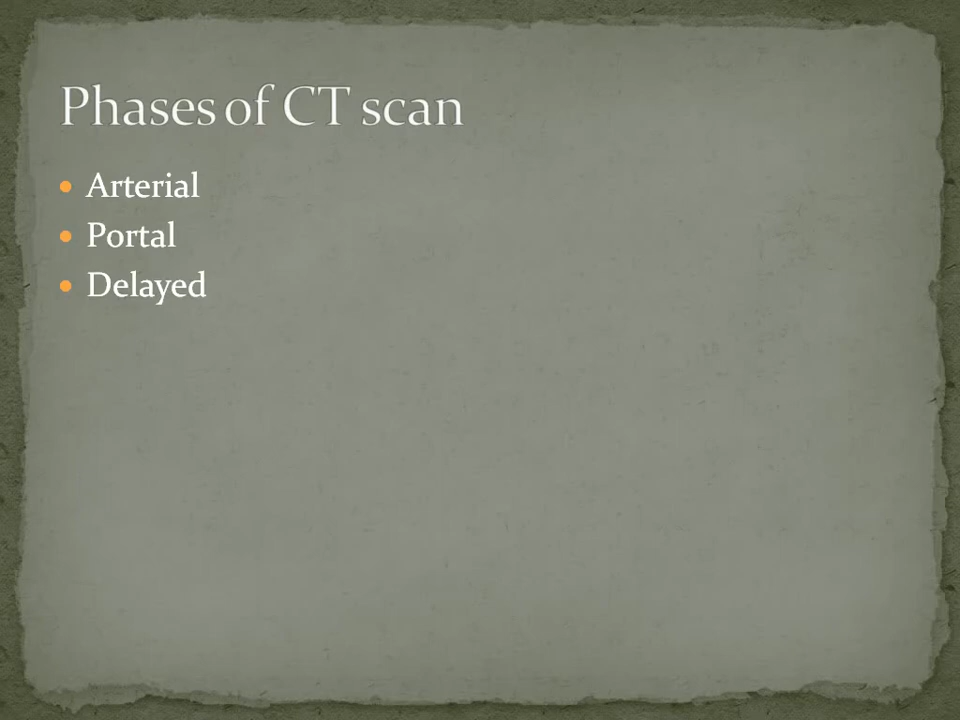 Phases of CT scan
• Arterial
• Portal
• Delayed